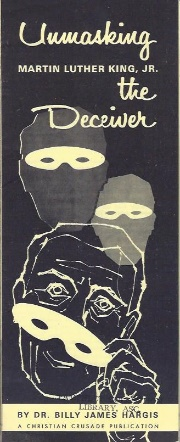 Unmasking
MARTIN LUTHER KING, JR.
the
Deceiver
LIBRARY, ASC
BY DR. BILLY JAMES HARGIS
A CHRISTIAN CRUSADE PUBLICATION